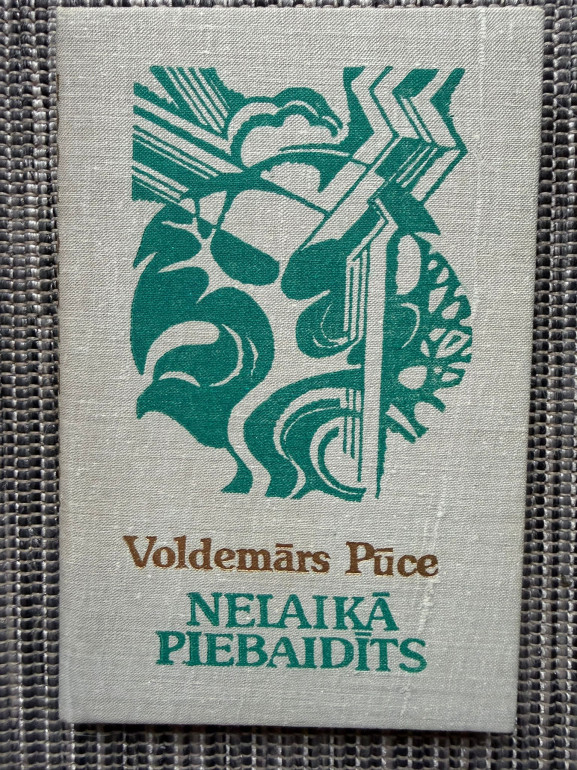 Voldemārs Pūce
NELAIKĀ
PIEBAIDĪTS